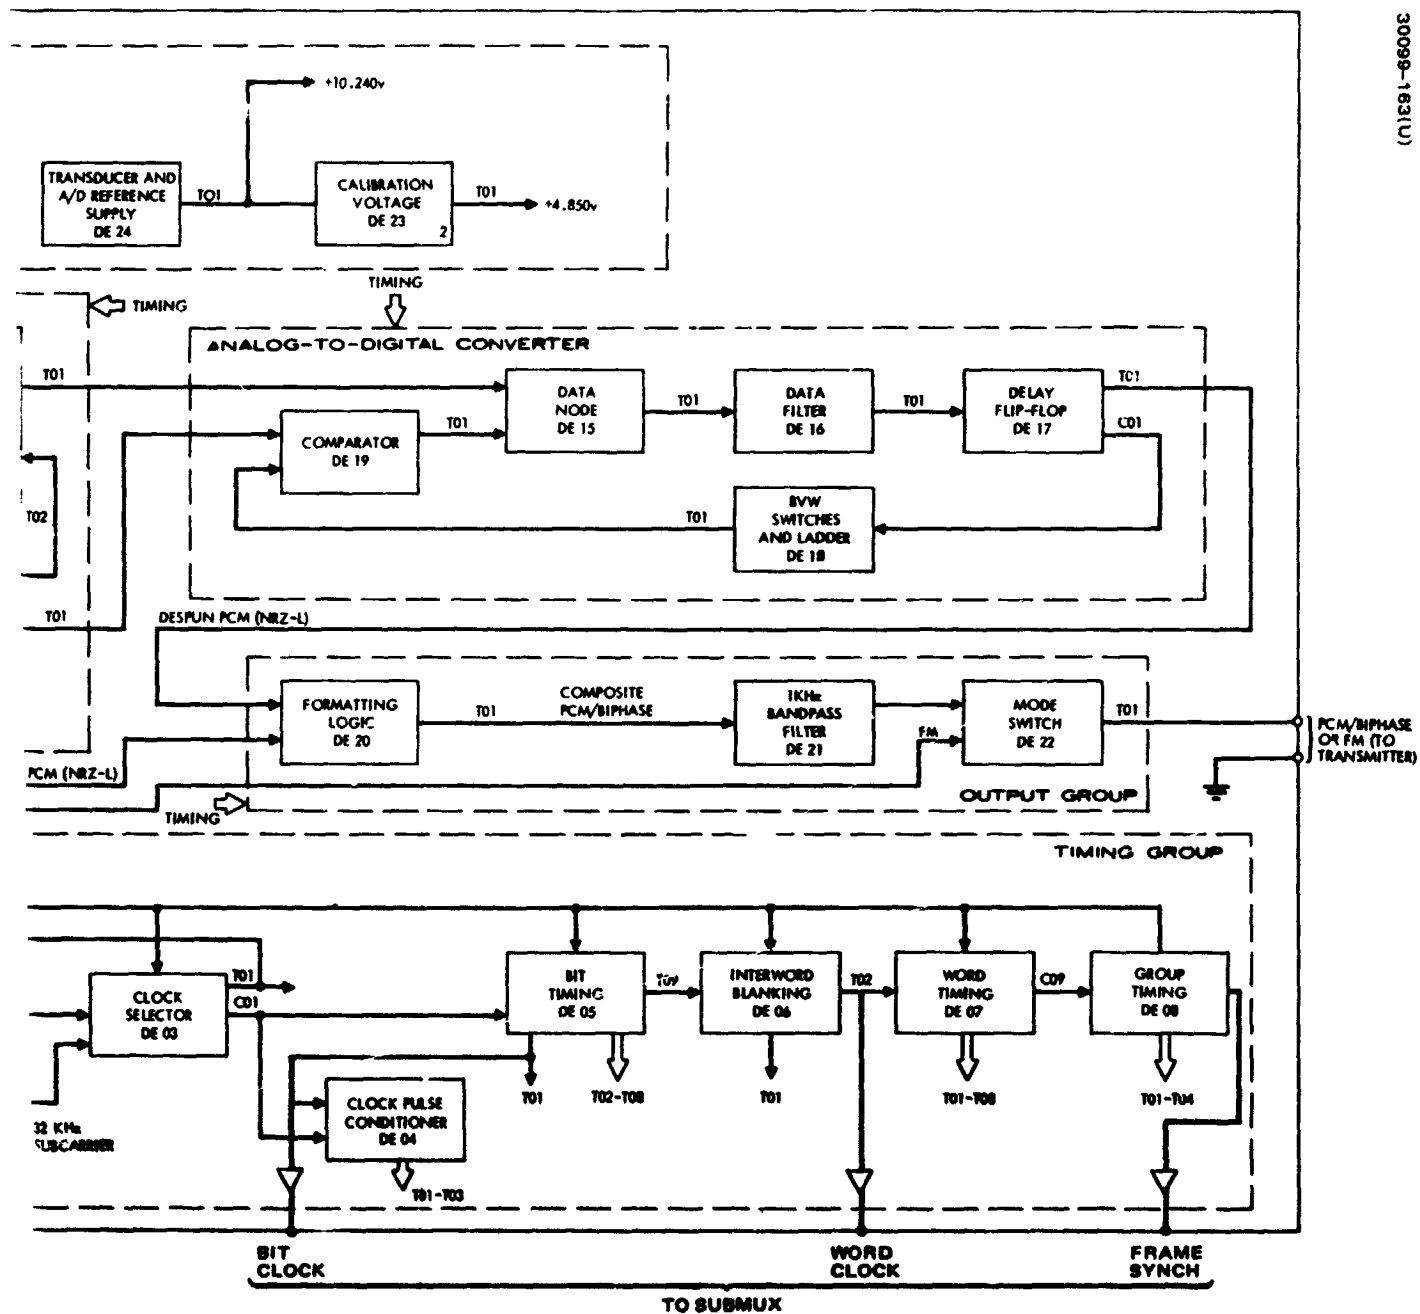 30099-163(U)
+10.240v
TRANSDUCER AND
A/D REFERENCE
SUPPLY
DE 24
T01
CALIBRATION
VOLTAGE
DE 23
2
T01
+4.850v
TIMING
TIMING
ANALOG-TO-DIGITAL CONVERTER
T01
DATA
NODE
DE 15
T01
DATA
FILTER
DE 16
T01
DELAY
FLIP-FLOP
DE 17
T01
C01
COMPARATOR
DE 19
T01
T02
T01
BVW
SWITCHES
AND LADDER
DE 18
T01
DESPUN PCM (NRZ-L)
FORMATTING
LOGIC
DE 20
T01
COMPOSITE
PCM/BIPHASE
1KHz
BANDPASS
FILTER
DE 21
FM
MODE
SWITCH
DE 22
T01
PCM/BIPHASE
OR FM (TO
TRANSMITTER)
PCM (NRZ-L)
TIMING
OUTPUT GROUP
TIMING GROUP
CLOCK
SELECTOR
DE 03
T01
C01
BIT
TIMING
DE 05
T09
INTERWORD
BLANKING
DE 06
T02
WORD
TIMING
DE 07
C09
GROUP
TIMING
DE 08
T01
T02-T08
T01
T01-T08
T01-T04
32 KHz
SUBCARRIER
CLOCK PULSE
CONDITIONER
DE 04
T01-T03
BIT
CLOCK
WORD
CLOCK
FRAME
SYNCH
TO SUBMUX